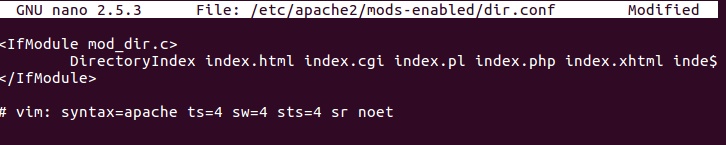 GNU nano 2.5.3 File: /etc/apache2/mods-enabled/dir.conf Modified
<IfModule mod_dir.c>
DirectoryIndex index.html index.cgi index.pl index.php index.xhtml inde$
</IfModule>
# vim: syntax=apache ts=4 sw=4 sts=4 sr noet